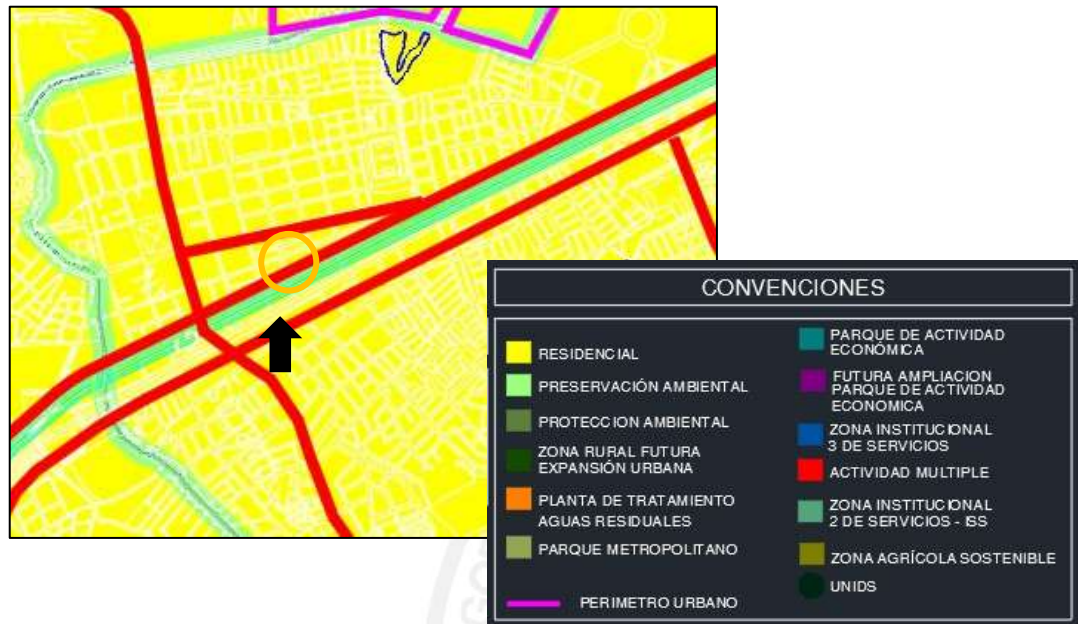 AV
CONVENCIONES
RESIDENCIAL
PRESERVACIÓN AMBIENTAL
PROTECCION AMBIENTAL
ZONA RURAL FUTURA
EXPANSIÓN URBANA
PLANTA DE TRATAMIENTO
AGUAS RESIDUALES
PARQUE METROPOLITANO
PERIMETRO URBANO
PARQUE DE ACTIVIDAD
ECONÓMICA
FUTURA AMPLIACION
PARQUE DE ACTIVIDAD
ECONOMICA
ZONA INSTITUCIONAL
3 DE SERVICIOS
ACTIVIDAD MULTIPLE
ZONA INSTITUCIONAL
2 DE SERVICIOS - ISS
ZONA AGRÍCOLA SOSTENIBLE
UNIDS